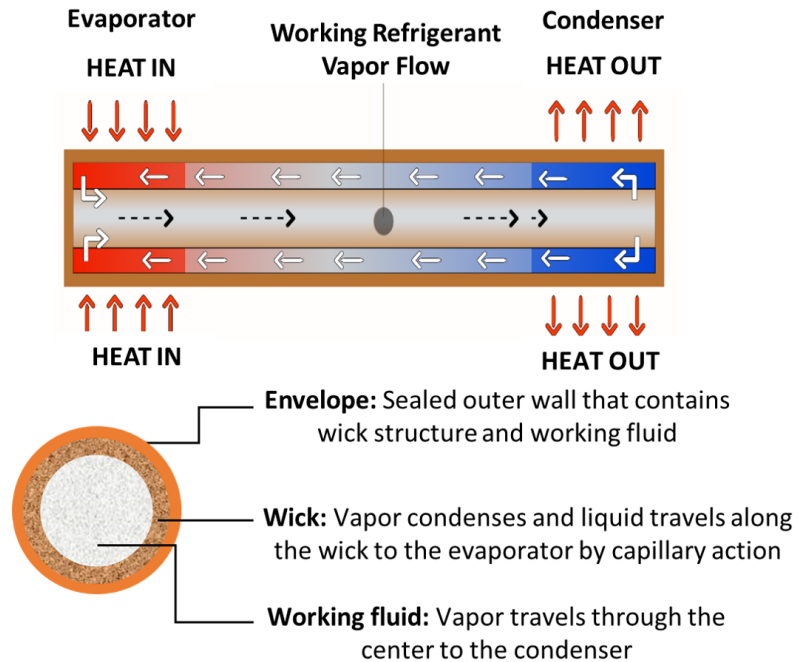 Evaporator
HEAT IN
Working Refrigerant
Vapor Flow
Condenser
HEAT OUT
HEAT IN
HEAT OUT
Envelope: Sealed outer wall that contains
wick structure and working fluid
Wick: Vapor condenses and liquid travels along
the wick to the evaporator by capillary action
Working fluid: Vapor travels through the
center to the condenser